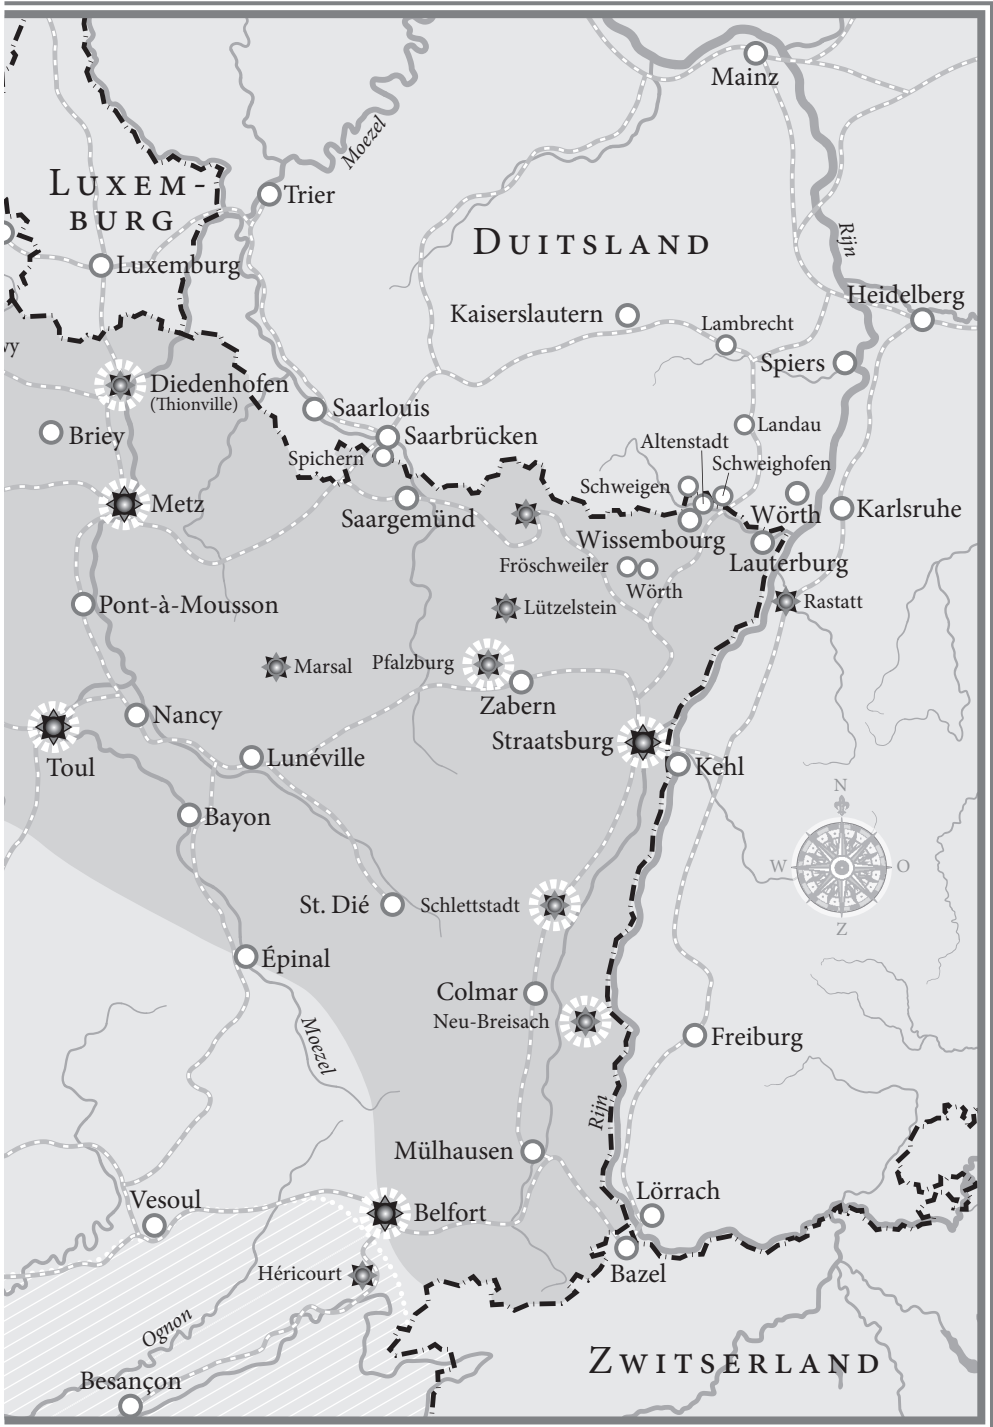 Mainz
Moezel
LUXEM-
BURG
Trier
Rijn
DUITSLAND
Luxemburg
Heidelberg
Kaiserslautern
Lambrecht
vy
Spiers
Diedenhofen
(Thionville)
Saarlouis
Briey
Saarbrücken
Landau
Altenstadt
Spichern
Schweighofen
Schweigen
Metz
Saargemünd
Wörth
Karlsruhe
Wissembourg
Lauterburg
Fröschweiler
Wörth
Pont-à-Mousson
Lützelstein
Rastatt
Marsal
Pfalzburg
Zabern
Nancy
Straatsburg
Toul
Lunéville
Kehl
N
Bayon
W
O
St. Dié
Schlettstadt
Z
Épinal
Colmar
Neu-Breisach
Moezel
Freiburg
Rijn
Mülhausen
Vesoul
Lörrach
Belfort
Héricourt
Bazel
Ognon
ZWITSERLAND
Besançon